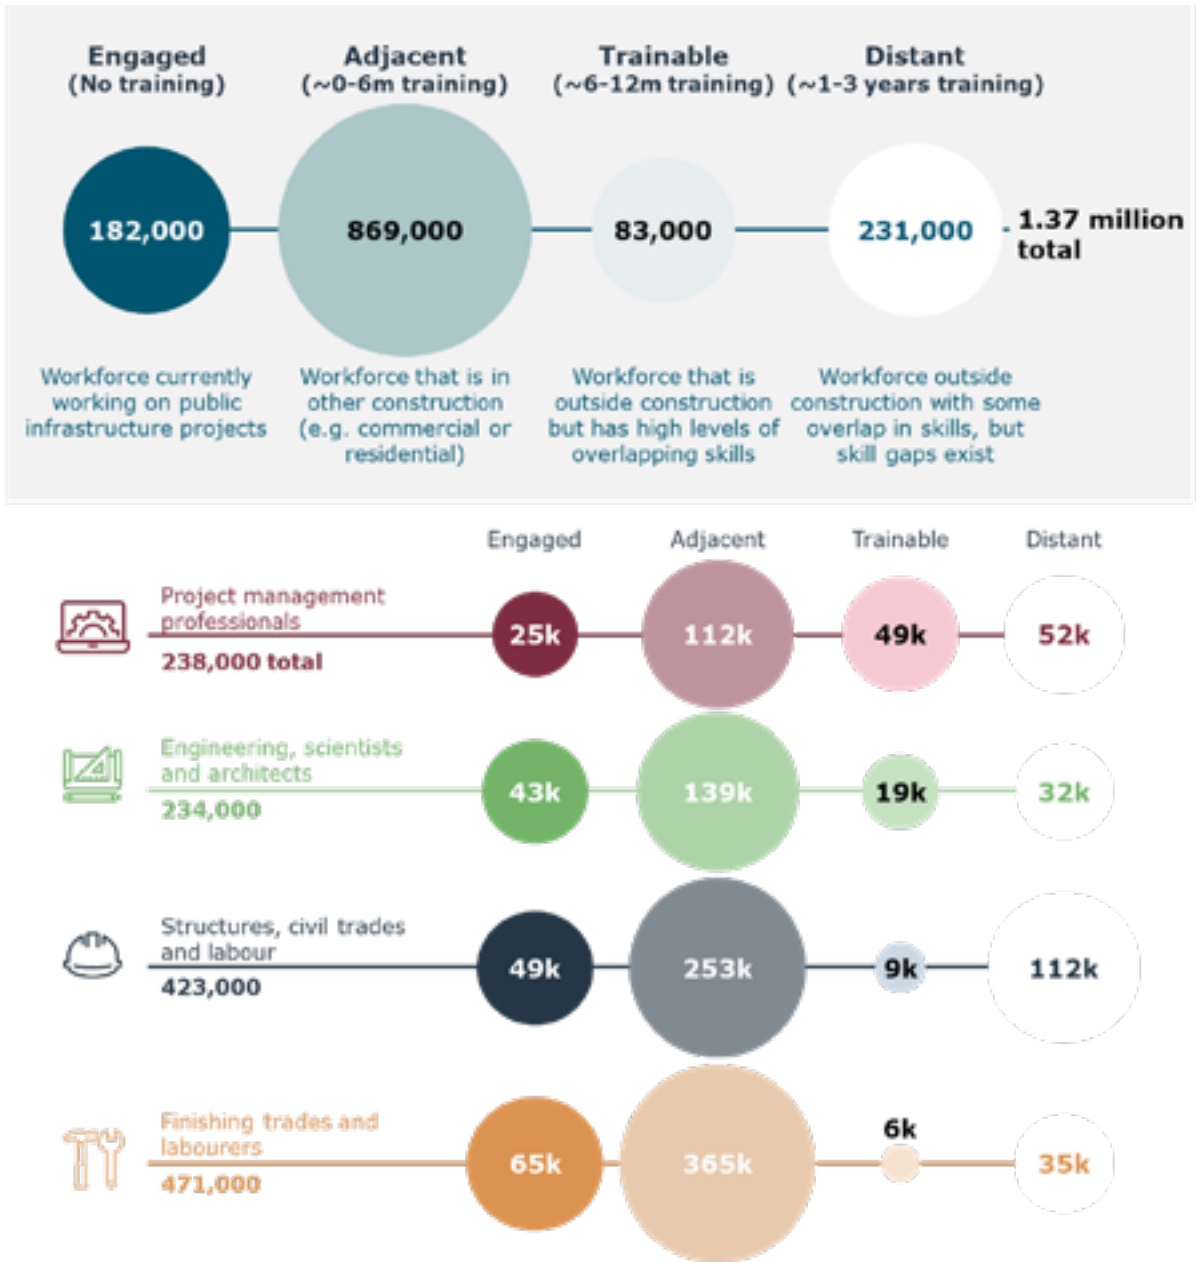 Engaged
(No training)
Adjacent
(~0-6m training)
Trainable
(~6-12m training)
Distant
(~1-3 years training)
182,000
869,000
83,000
231,000
1.37 million
total
Workforce currently
working on public
infrastructure projects
Workforce that is in
other construction
(e.g. commercial or
residential)
Workforce that is
outside construction
but has high levels of
overlapping skills
Workforce outside
construction with some
overlap in skills, but
skill gaps exist
Engaged
Adjacent
Trainable
Distant
Project management
professionals
238,000 total
25k
112k
49k
52k
Engineering, scientists
and architects
234,000
43k
139k
19k
32k
Structures, civil trades
and labour
423,000
49k
253k
9k
112k
Finishing trades and
labourers
471,000
65k
365k
6k
35k